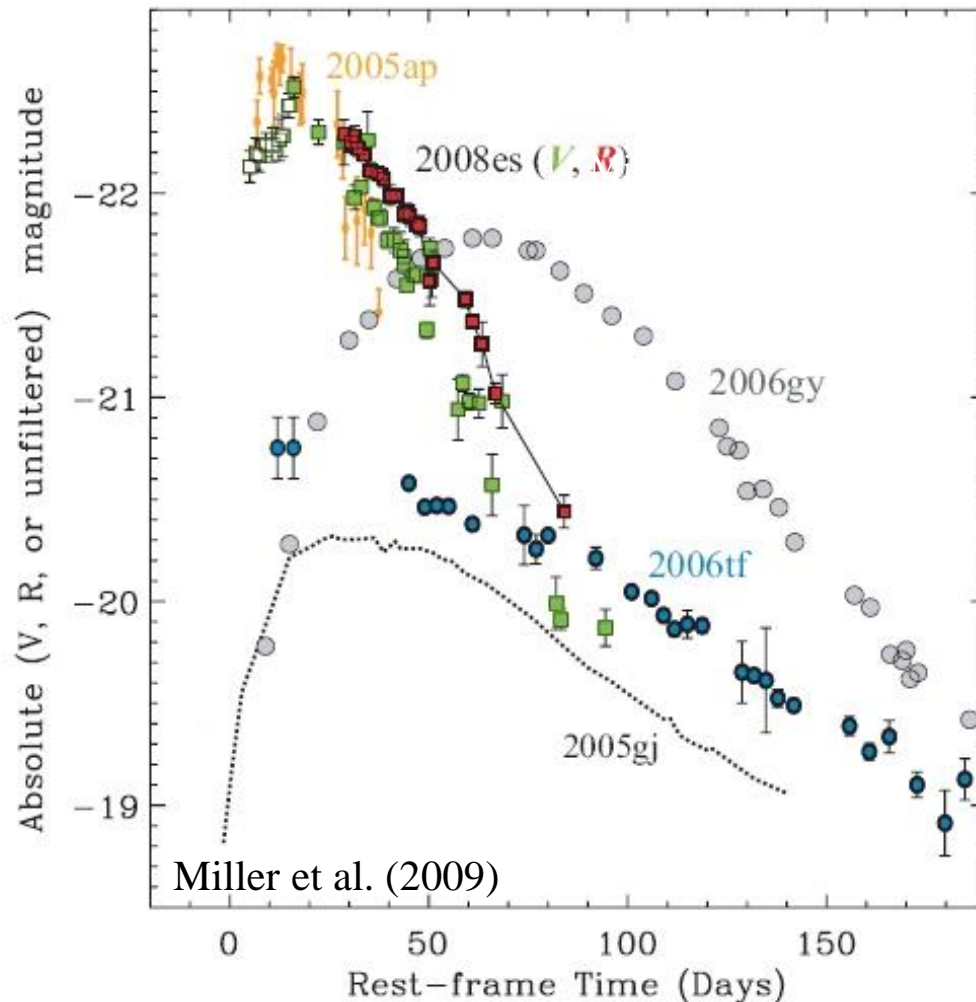 2005ap
2008es (V, R)
2006gy
2006tf
2005gj
Miller et al. (2009)
Absolute (V, R, or unfiltered) magnitude
-22
-21
-20
-19
0 50 100 150
Rest-frame Time (Days)